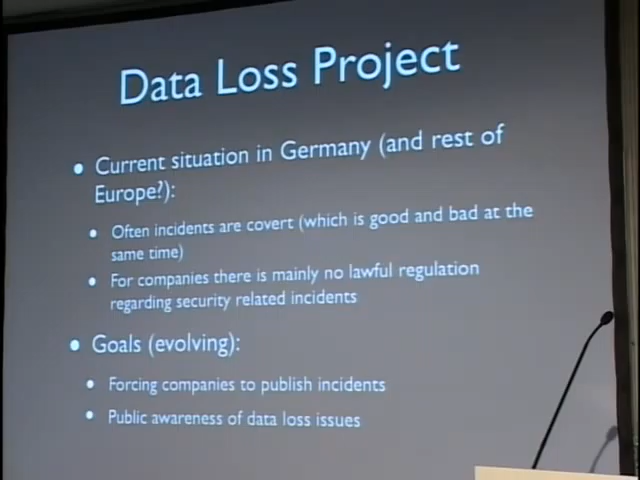 Data Loss Project
• Current situation in Germany (and rest of
Europe?):
• Often incidents are covert (which is good and bad at the
same time)
• For companies there is mainly no lawful regulation
regarding security related incidents
• Goals (evolving):
• Forcing companies to publish incidents
• Public awareness of data loss issues